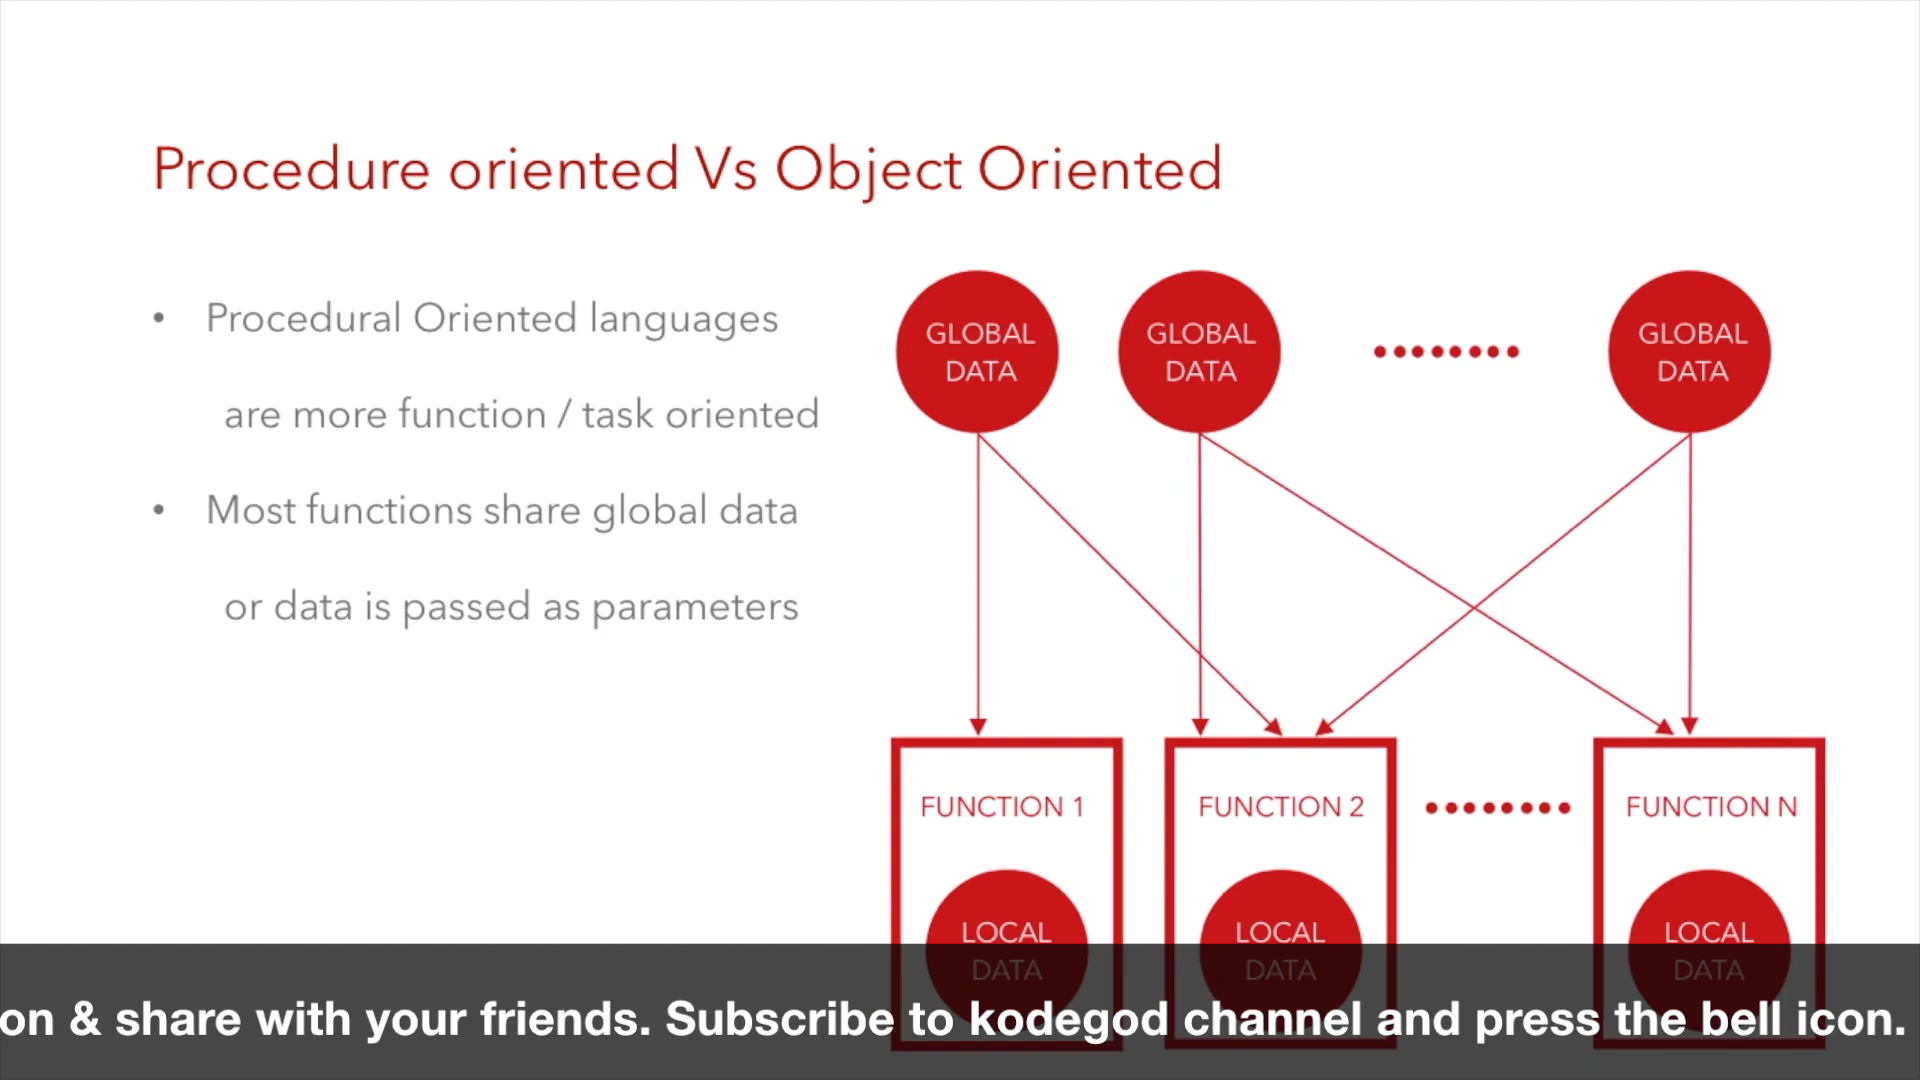 Procedure oriented Vs Object Oriented
• Procedural Oriented languages
are more function / task oriented
• Most functions share global data
or data is passed as parameters
GLOBAL
DATA
GLOBAL
DATA
GLOBAL
DATA
FUNCTION 1
FUNCTION 2
FUNCTION N
LOCAL
DATA
LOCAL
DATA
LOCAL
DATA
on & share with your friends. Subscribe to kodegod channel and press the bell icon.